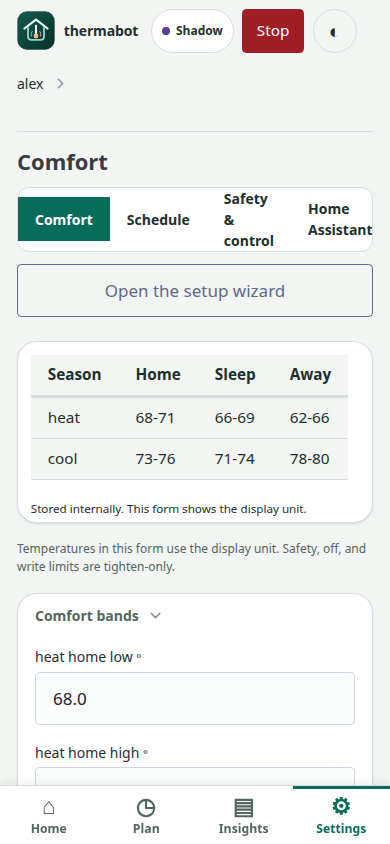 thermabot
Shadow
Stop
alex
Comfort
Comfort
Schedule
Safety
&
control
Home
Assistant
Open the setup wizard
Season Home Sleep Away
heat 68-71 66-69 62-66
cool 73-76 71-74 78-80
Stored internally. This form shows the display unit.
Temperatures in this form use the display unit. Safety, off, and
write limits are tighten-only.
Comfort bands
heat home low °
68.0
heat home high °
Home Plan Insights Settings